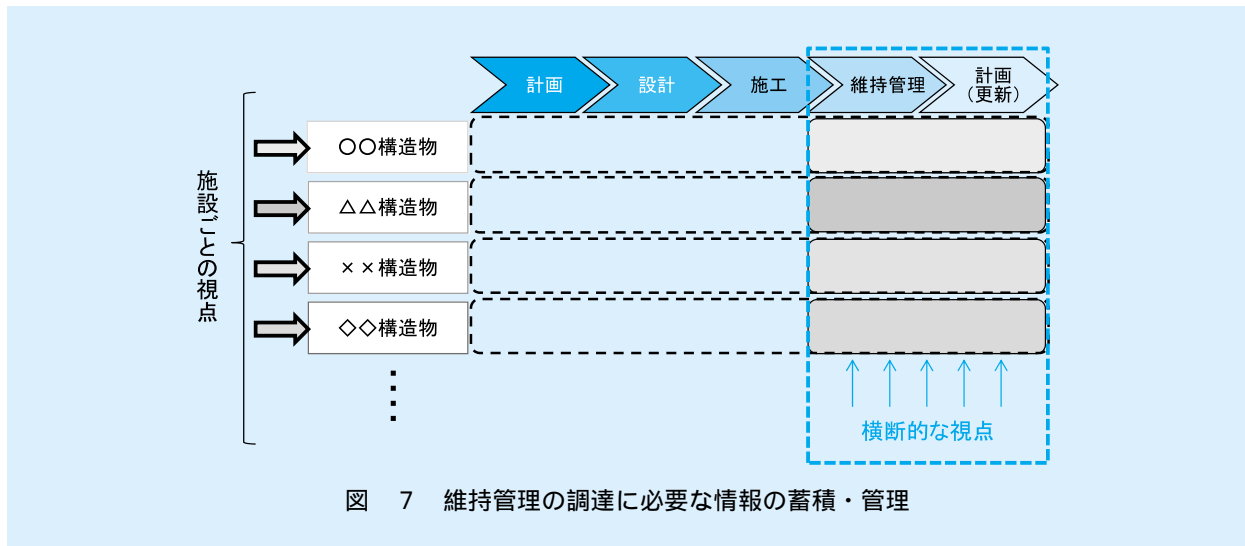 計画
設計
施工
維持管理
計画
（更新）
施設ごとの視点
○○構造物
△△構造物
××構造物
◇◇構造物
横断的な視点
図　７　維持管理の調達に必要な情報の蓄積・管理